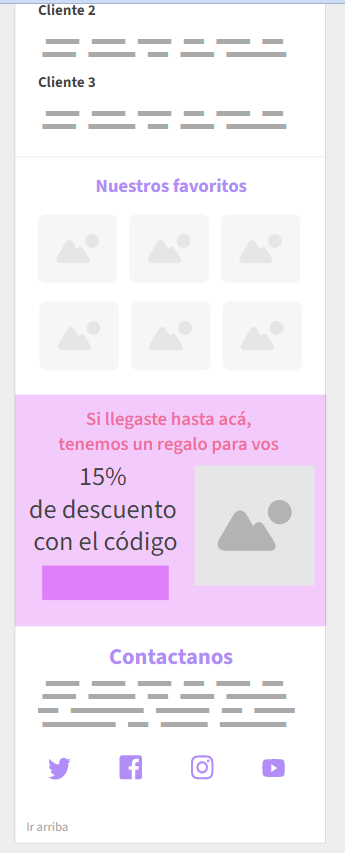 Cliente 2
Cliente 3
Nuestros favoritos
Si llegaste hasta acá,
tenemos un regalo para vos
15%
de descuento
con el código
Contactanos
Ir arriba